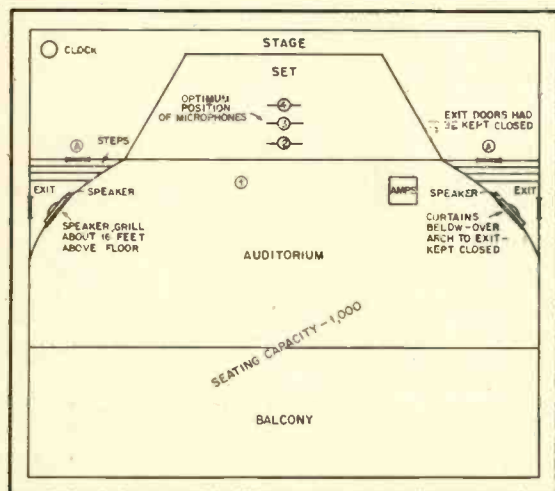 STAGE
CLOCK
SET
OPTIMUM
POSITION
OF MICROPHONES
4
3
2
EXIT DOORS HAD
BE KEPT CLOSED
A
STEPS
A
1
EXIT
SPEAKER
AMPS
SPEAKER
EXIT
SPEAKER GRILL
ABOUT 16 FEET
ABOVE FLOOR
CURTAINS
BELOW-OVER
ARCH TO EXIT-
KEPT CLOSED
AUDITORIUM
SEATING CAPACITY-1,000
BALCONY